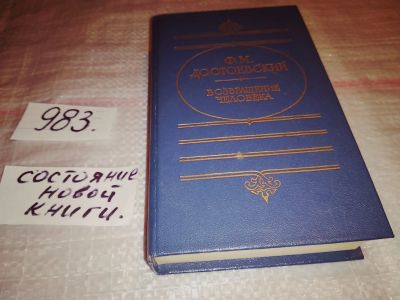 983.
состояние
новой
книги.
Ф. М.
ДОСТОЕВСКИЙ
ВОЗВРАЩЕНИЕ
ЧЕЛОВЕКА